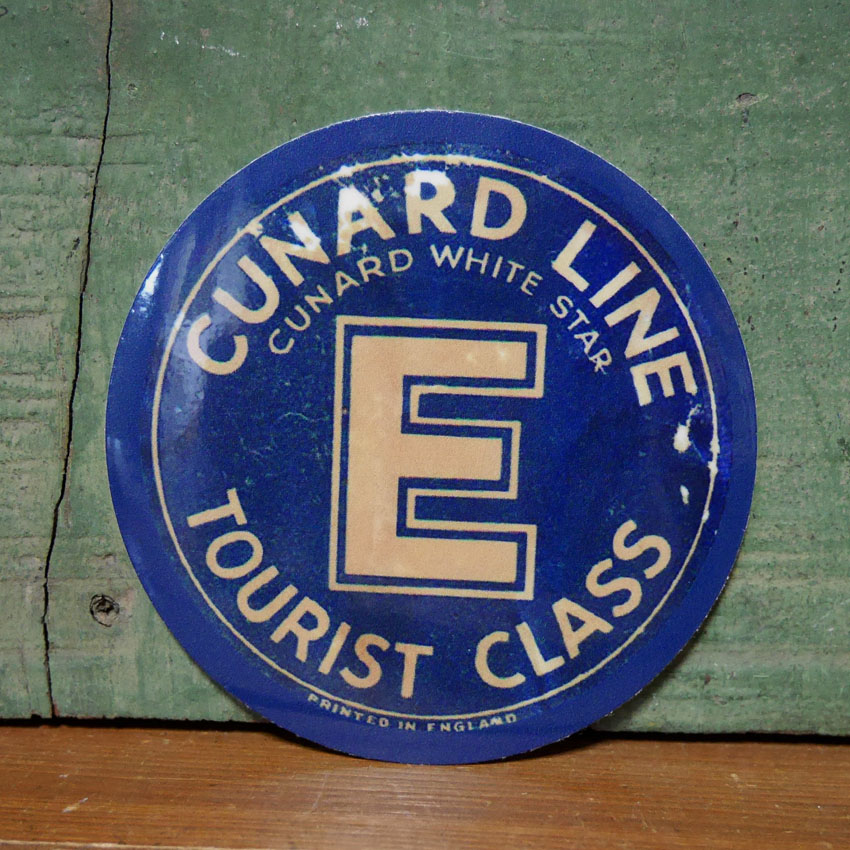 CUNARD LINE
CUNARD WHITE STAR
E
TOURIST CLASS
PRINTED IN ENGLAND